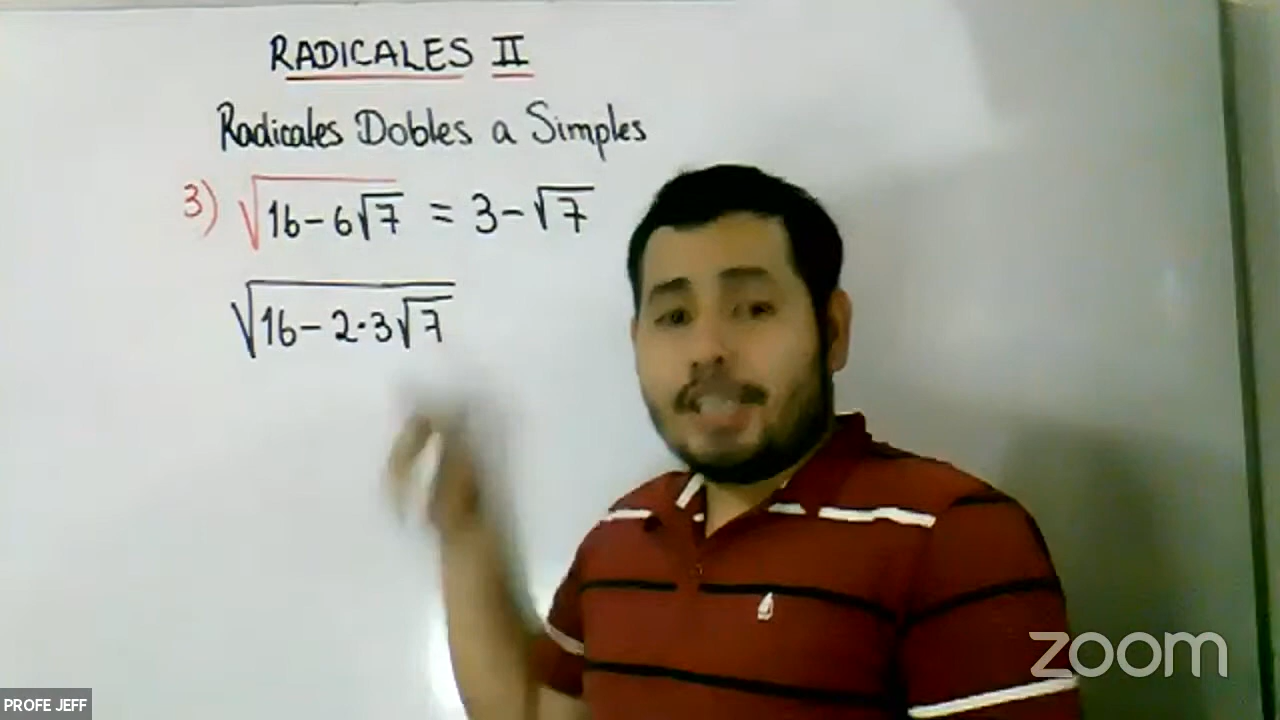 RADICALES II
Radicales Dobles a Simples
3) √(16-6√7) = 3-√7
√(16-2·3√7)
zoom
PROFE JEFF